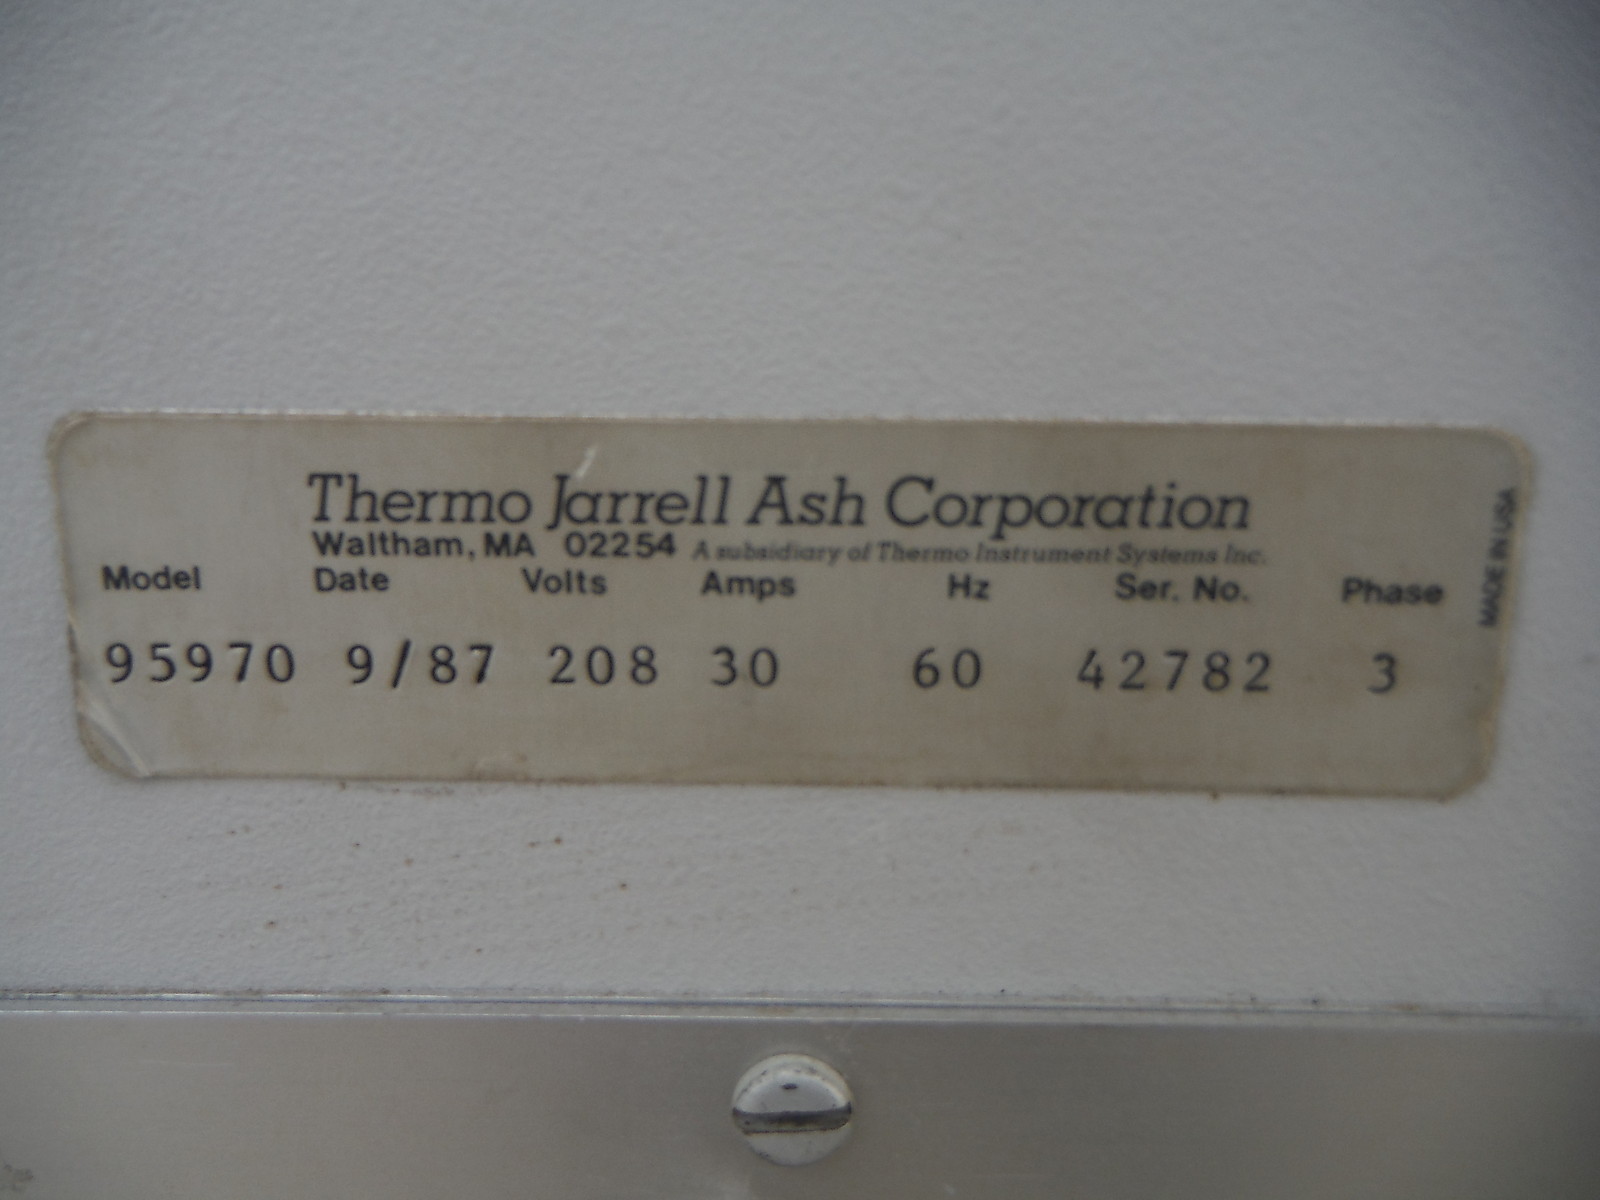 Thermo Jarrell Ash Corporation
Waltham, MA 02254 A subsidiary of Thermo Instrument Systems Inc.
Model Date Volts Amps Hz Ser. No. Phase
95970 9/87 208 30 60 42782 3
MADE IN USA